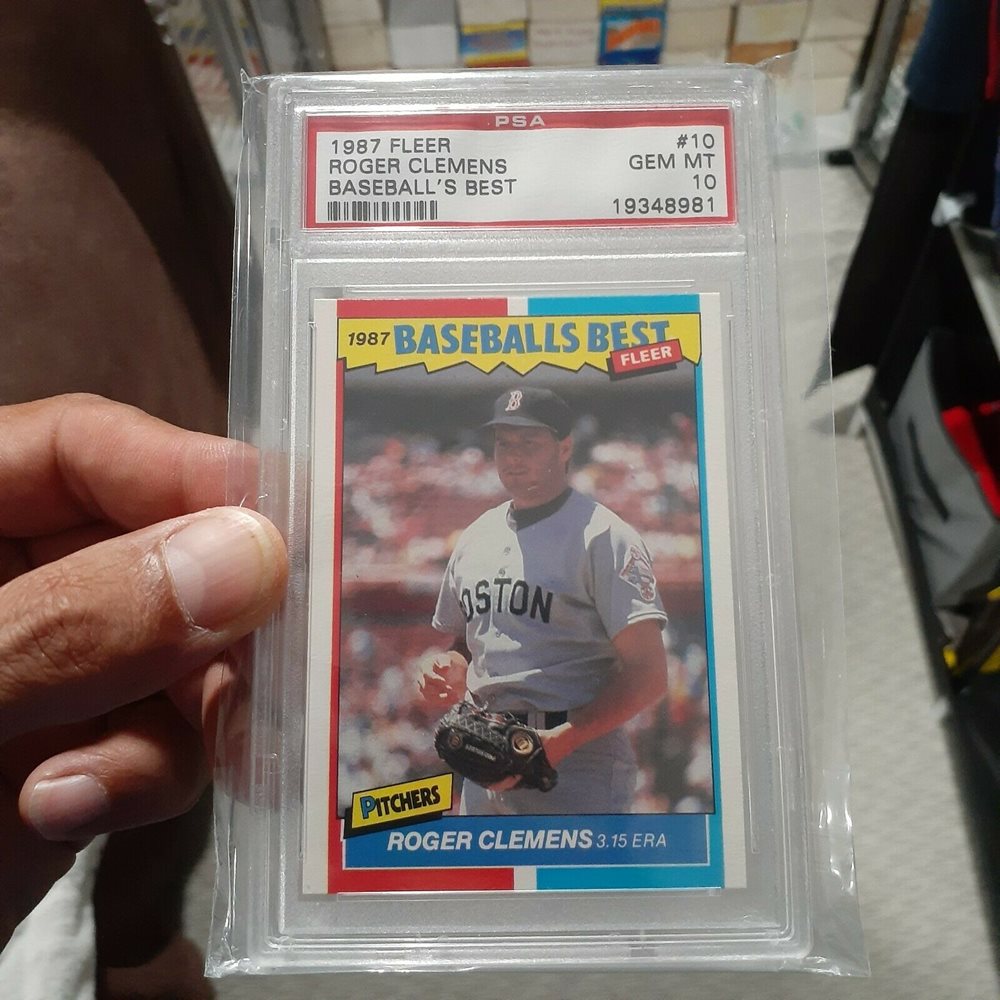 PSA
1987 FLEER #10
ROGER CLEMENS GEM MT
BASEBALL'S BEST 10
19348981
1987 BASEBALLS BEST
FLEER
B
OSTON
PITCHERS
ROGER CLEMENS 3.15 ERA